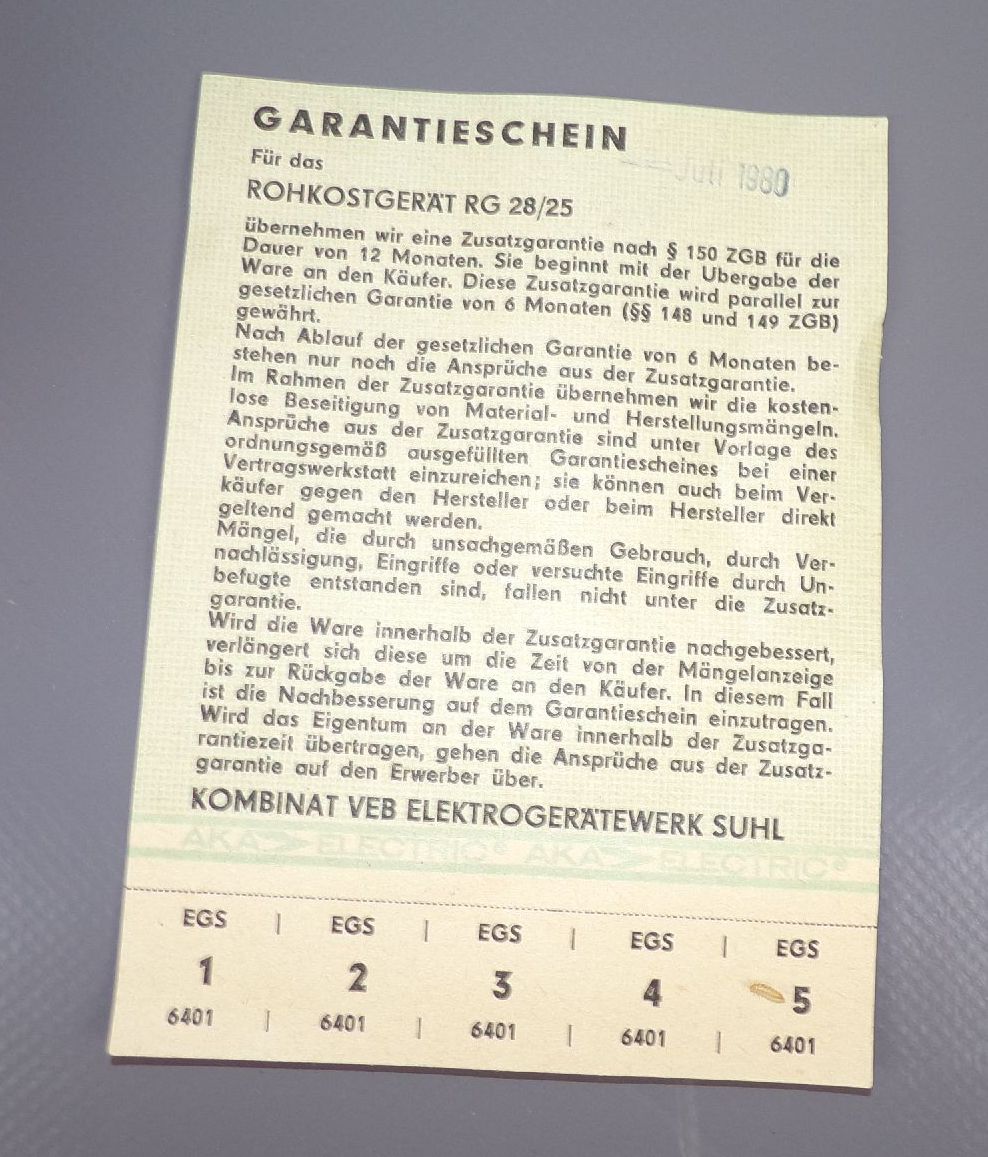 GARANTIESCHEIN
Juli 1980
Für das
ROHKOSTGERÄT RG 28/25
übernehmen wir eine Zusatzgarantie nach § 150 ZGB für die
Dauer von 12 Monaten. Sie beginnt mit der Ubergabe der
Ware an den Käufer. Diese Zusatzgarantie wird parallel zur
gesetzlichen Garantie von 6 Monaten (§§ 148 und 149 ZGB)
gewährt.
Nach Ablauf der gesetzlichen Garantie von 6 Monaten be-
stehen nur noch die Ansprüche aus der Zusatzgarantie.
Im Rahmen der Zusatzgarantie übernehmen wir die kosten-
lose Beseitigung von Material- und Herstellungsmängeln.
Ansprüche aus der Zusatzgarantie sind unter Vorlage des
ordnungsgemäß ausgefüllten Garantiescheines bei einer
Vertragswerkstatt einzureichen; sie können auch beim Ver-
käufer gegen den Hersteller oder beim Hersteller direkt
geltend gemacht werden.
Mängel, die durch unsachgemäßen Gebrauch, durch Ver-
nachlässigung, Eingriffe oder versuchte Eingriffe durch Un-
befugte entstanden sind, fallen nicht unter die Zusatz-
garantie.
Wird die Ware innerhalb der Zusatzgarantie nachgebessert,
verlängert sich diese um die Zeit von der Mängelanzeige
bis zur Rückgabe der Ware an den Käufer. In diesem Fall
ist die Nachbesserung auf dem Garantieschein einzutragen.
Wird das Eigentum an der Ware innerhalb der Zusatzga-
rantiezeit übertragen, gehen die Ansprüche aus der Zusatz-
garantie auf den Erwerber über.
KOMBINAT VEB ELEKTROGERÄTEWERK SUHL
AKA ELECTRIC® AKA ELECTRIC®
EGS | EGS | EGS | EGS | EGS
1 2 3 4 5
6401 | 6401 | 6401 | 6401 | 6401